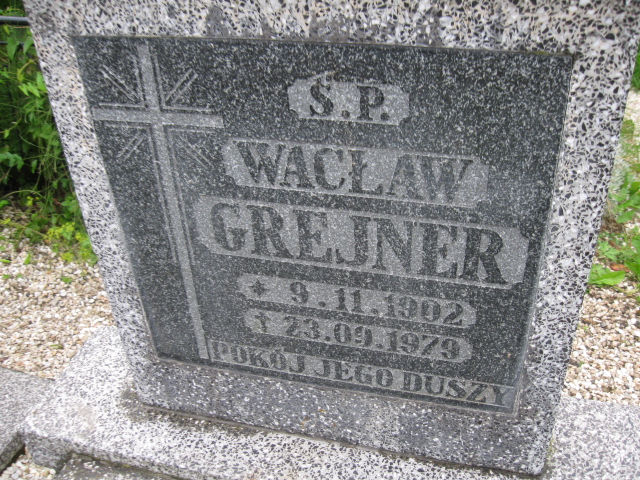 Ś.P.
WACŁAW
GREJNER
* 9.11.1902
† 23.09.1979
POKÓJ JEGO DUSZY